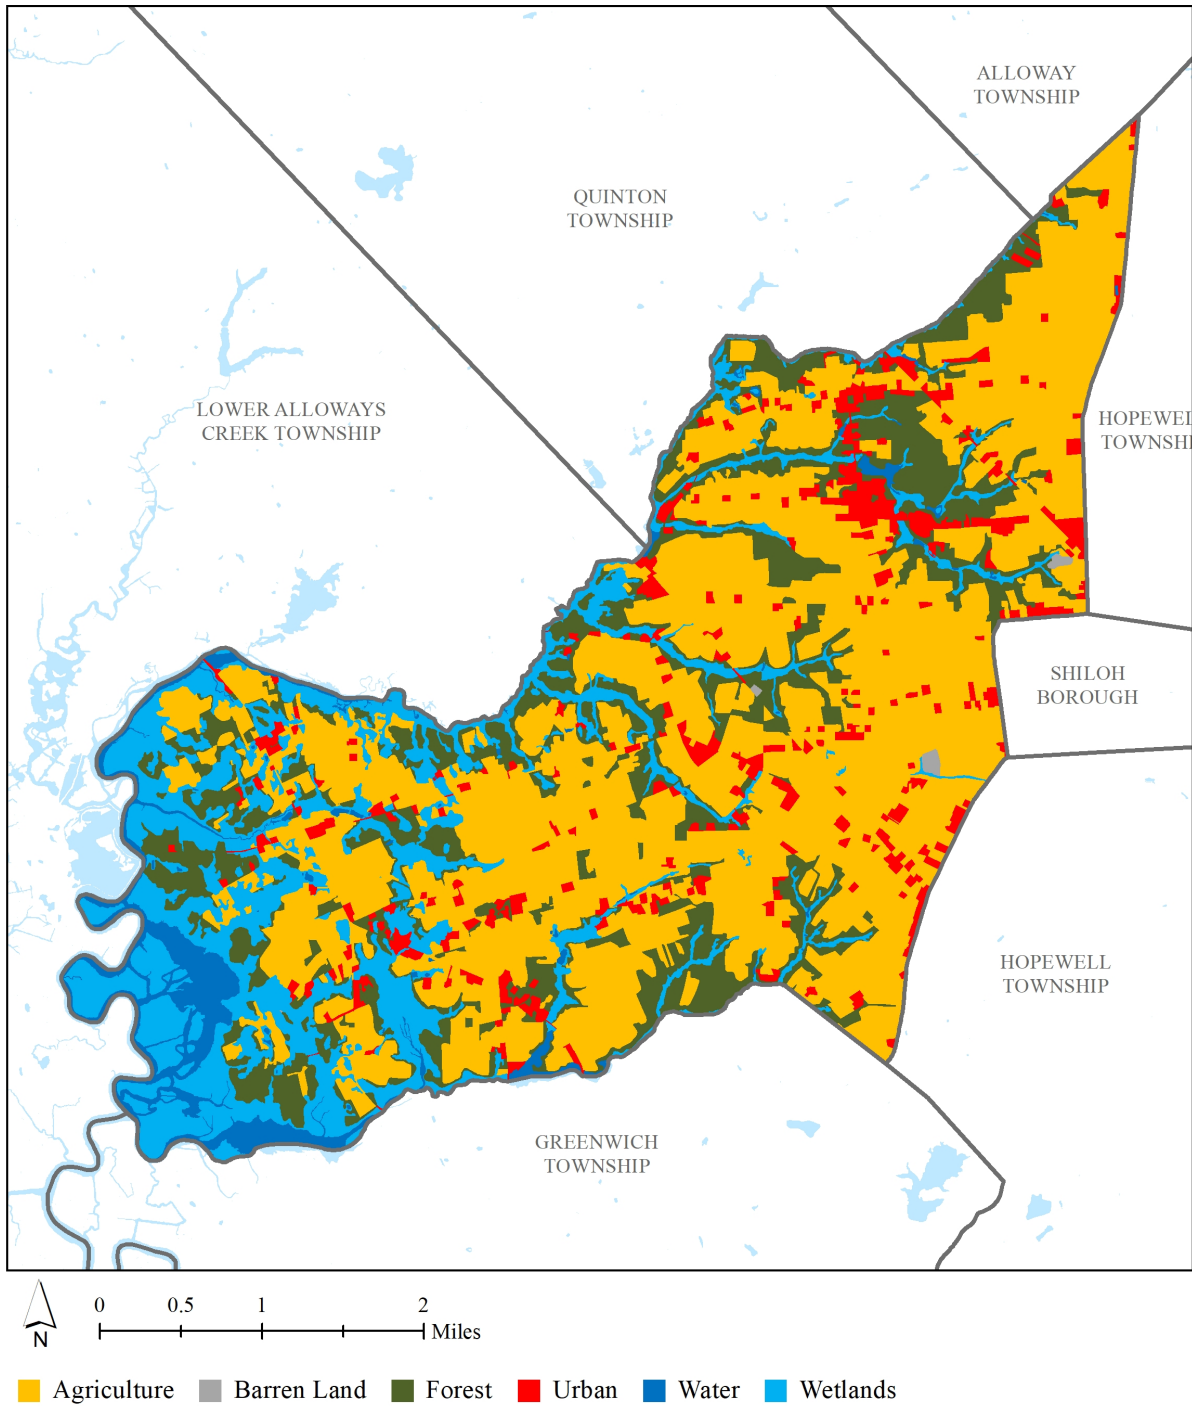 ALLOWAY
TOWNSHIP
QUINTON
TOWNSHIP
LOWER ALLOWAYS
CREEK TOWNSHIP
HOPEWEL
TOWNSHI
SHILOH
BOROUGH
HOPEWELL
TOWNSHIP
GREENWICH
TOWNSHIP
0 0.5 1 2
Miles
N
Agriculture Barren Land Forest Urban Water Wetlands